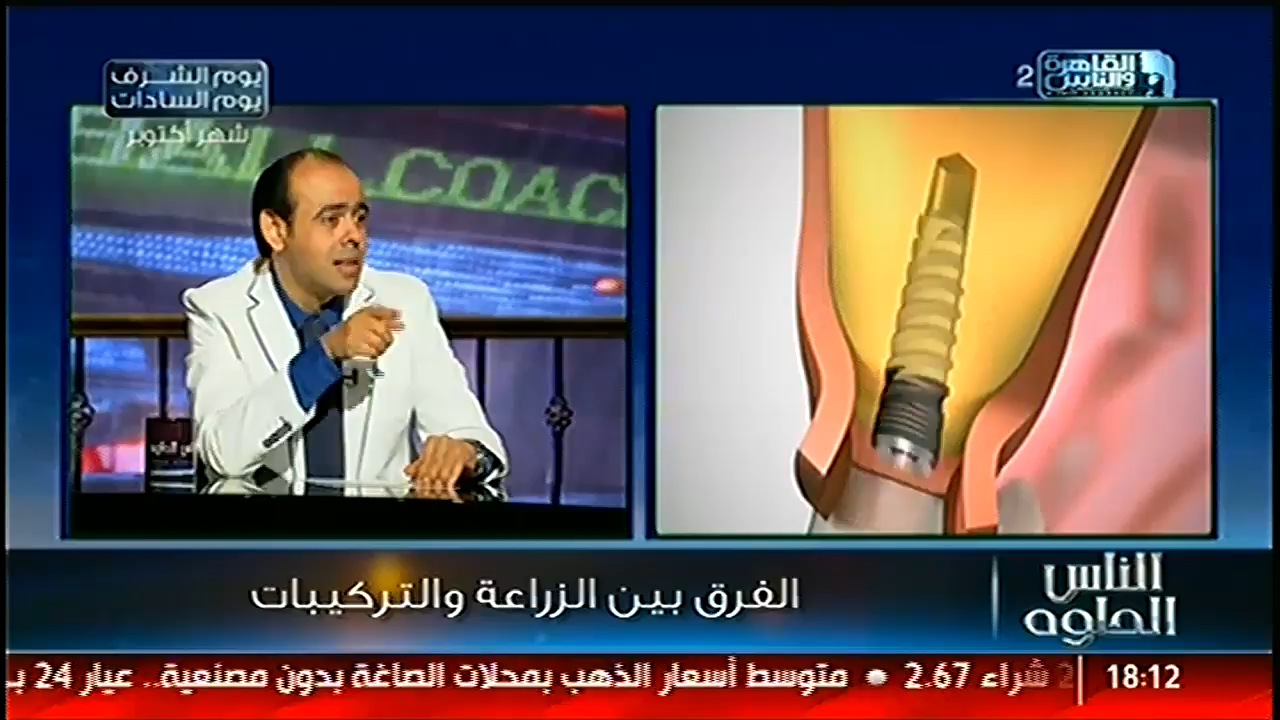 يوم الشرف
يوم السادات
شهر أكتوبر
القاهرة
والناس
2
COAC
الفرق بين الزراعة والتركيبات
الناس
الحلوه
شراء 2.67 • متوسط أسعار الذهب بمحلات الصاغة بدون مصنعية.. عيار 24 بـ
18:12